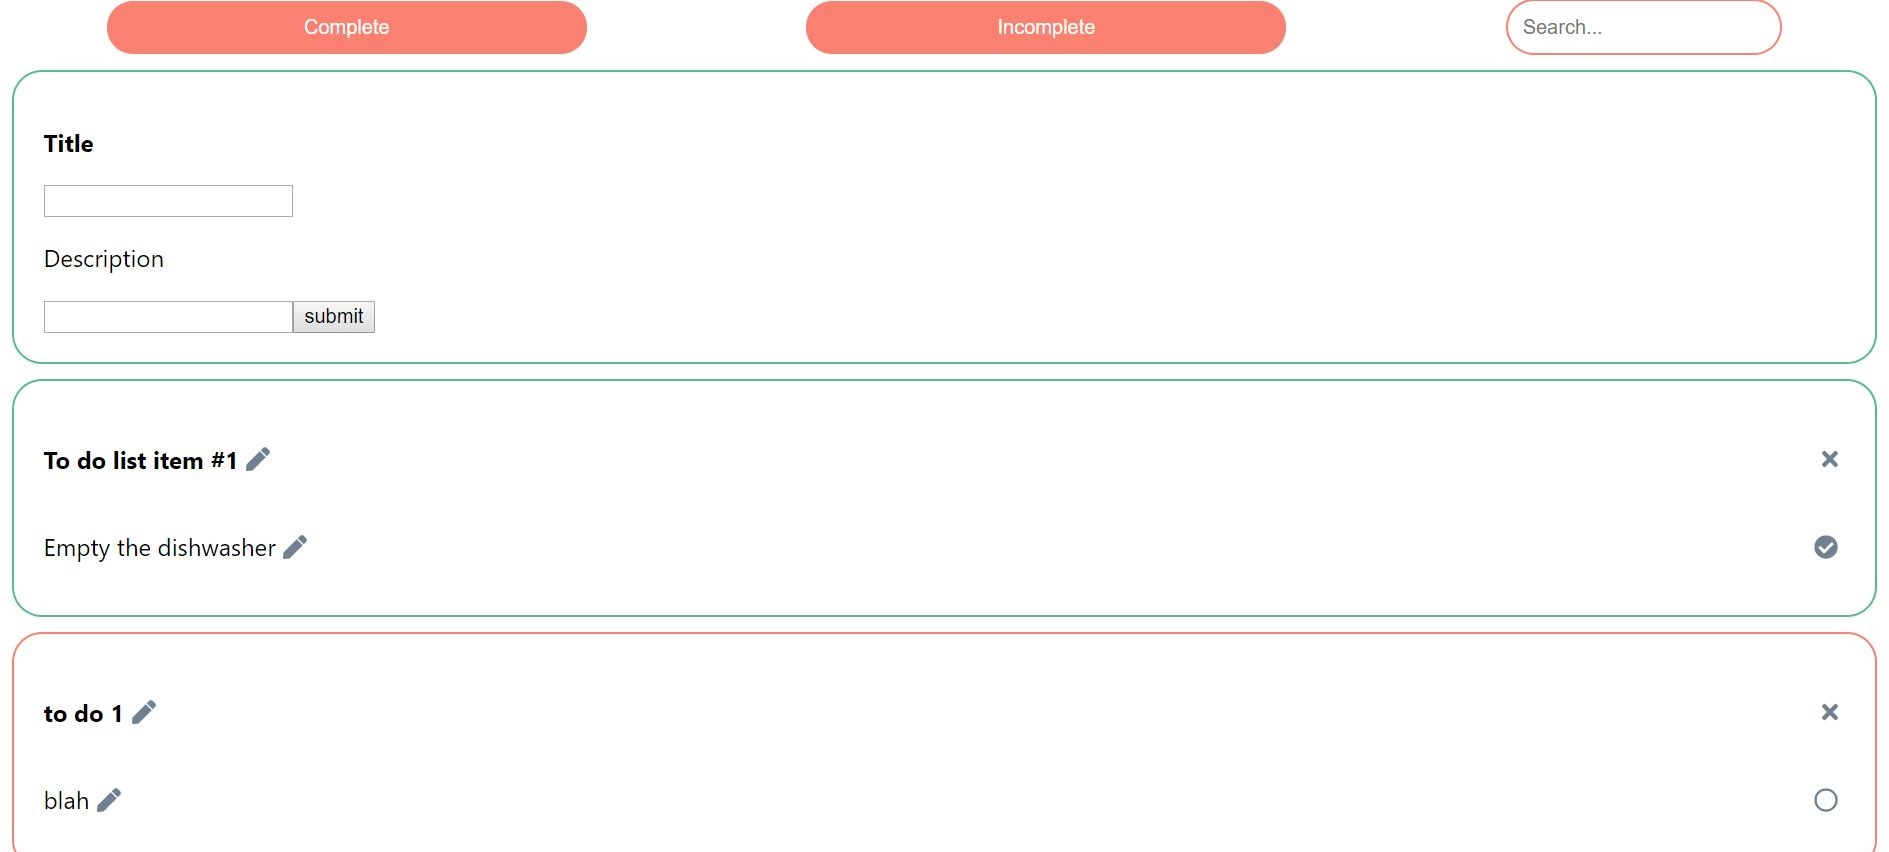 Complete Incomplete Search...
Title
Description
submit
To do list item #1
Empty the dishwasher
to do 1
blah